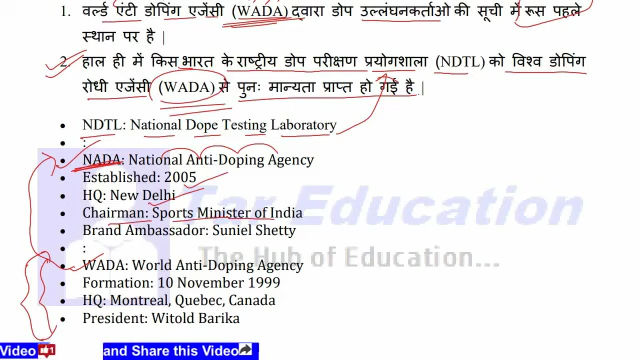 1. वर्ल्ड एंटी डोपिंग एजेंसी (WADA) दवारा डोप उल्लंघनकर्ताओ की सूची में रूस पहले
स्थान पर है |
2. हाल ही में किस भारत के राष्ट्रीय डोप परीक्षण प्रयोगशाला (NDTL) को विश्व डोपिंग
रोधी एजेंसी (WADA) से पुनः मान्यता प्राप्त हो गई है |
• NDTL: National Dope Testing Laboratory
• :
• NADA: National Anti-Doping Agency
• Established: 2005
• HQ: New Delhi
• Chairman: Sports Minister of India
• Brand Ambassador: Suniel Shetty
• :
• WADA: World Anti-Doping Agency
• Formation: 10 November 1999
• HQ: Montreal, Quebec, Canada
• President: Witold Barika
Tar Education
The Hub of Education...
Video 1 and Share this Video